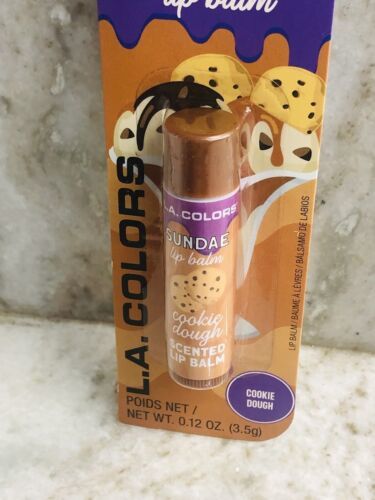 lip balm
L.A. COLORS
L.A. COLORS
SUNDAE
lip balm
cookie
dough
SCENTED
LIP BALM
LIP BALM / BAUME À LÈVRES / BÁLSAMO DE LABIOS
COOKIE
DOUGH
POIDS NET /
NET WT. 0.12 OZ. (3.5g)